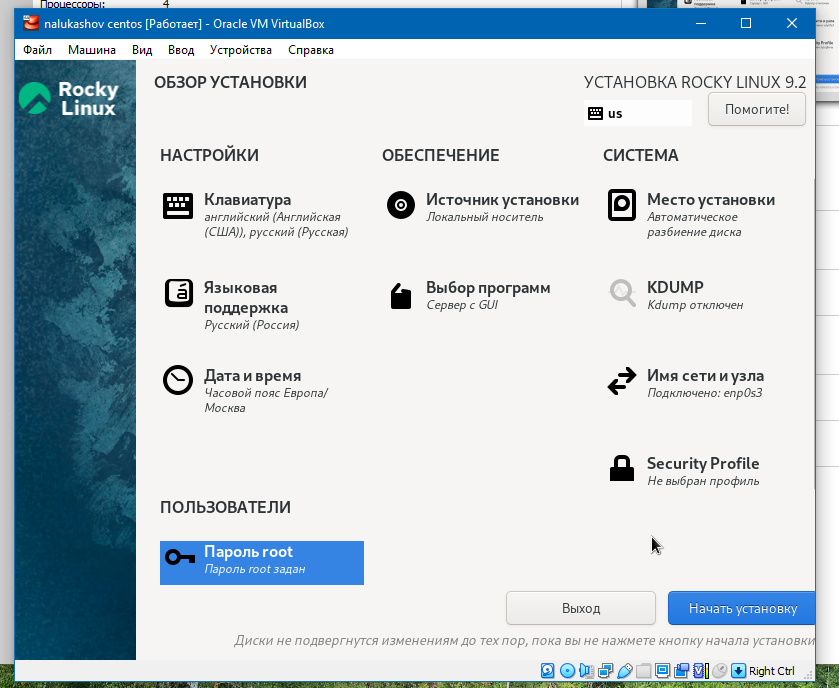 Процессоры:
4
nalukashov centos [Работает] - Oracle VM VirtualBox
Файл Машина Вид Ввод Устройства Справка
Rocky
Linux
ОБЗОР УСТАНОВКИ
УСТАНОВКА ROCKY LINUX 9.2
us
Помогите!
НАСТРОЙКИ
Клавиатура
английский (Английская
(США)), русский (Русская)
Языковая
поддержка
Русский (Россия)
Дата и время
Часовой пояс Европа/
Москва
ОБЕСПЕЧЕНИЕ
Источник установки
Локальный носитель
Выбор программ
Сервер с GUI
СИСТЕМА
Место установки
Автоматическое
разбиение диска
KDUMP
Kdump отключен
Имя сети и узла
Подключено: enp0s3
Security Profile
Не выбран профиль
ПОЛЬЗОВАТЕЛИ
Пароль root
Пароль root задан
Выход
Начать установку
Диски не подвергнутся изменениям до тех пор, пока вы не нажмете кнопку начала установки
Right Ctrl